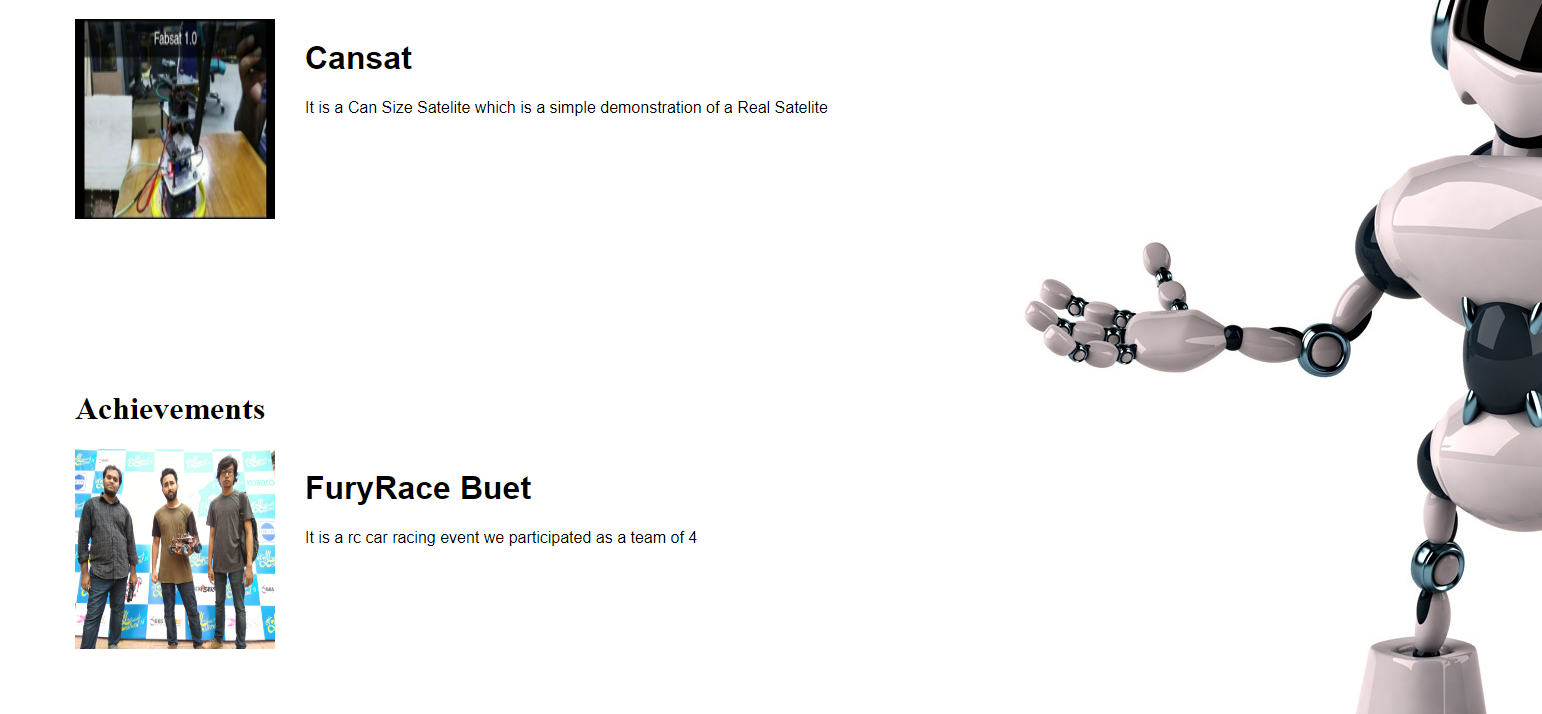 Fabsat 1.0
Cansat
It is a Can Size Satelite which is a simple demonstration of a Real Satelite
Achievements
FuryRace Buet
It is a rc car racing event we participated as a team of 4